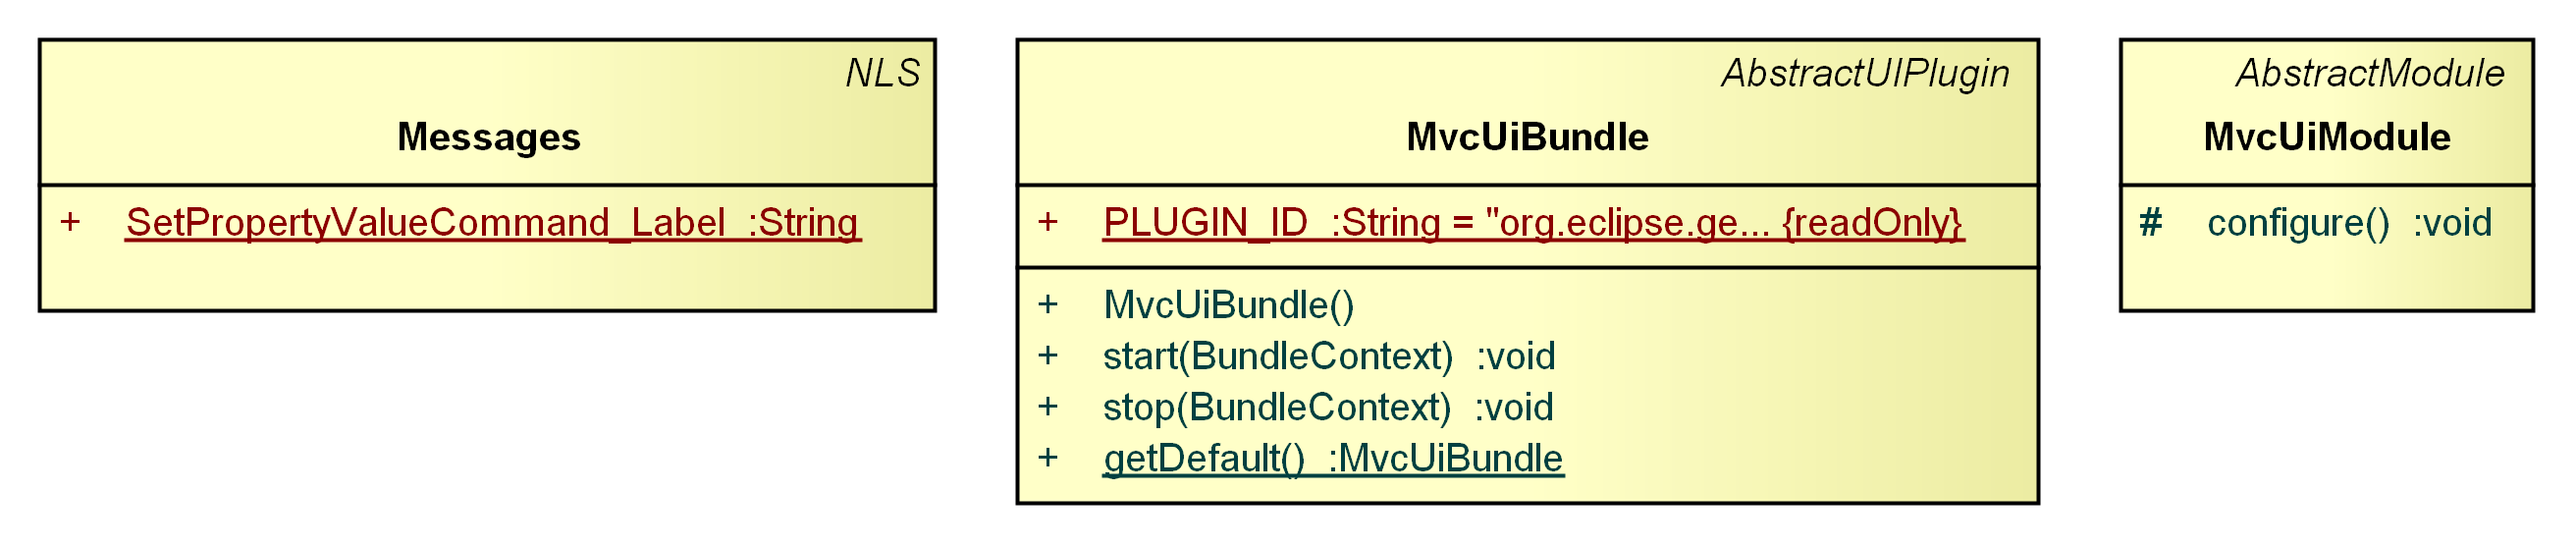 NLS
Messages
+ SetPropertyValueCommand_Label :String
AbstractUIPlugin
MvcUiBundle
+ PLUGIN_ID :String = "org.eclipse.ge... {readOnly}
+ MvcUiBundle()
+ start(BundleContext) :void
+ stop(BundleContext) :void
+ getDefault() :MvcUiBundle
AbstractModule
MvcUiModule
# configure() :void